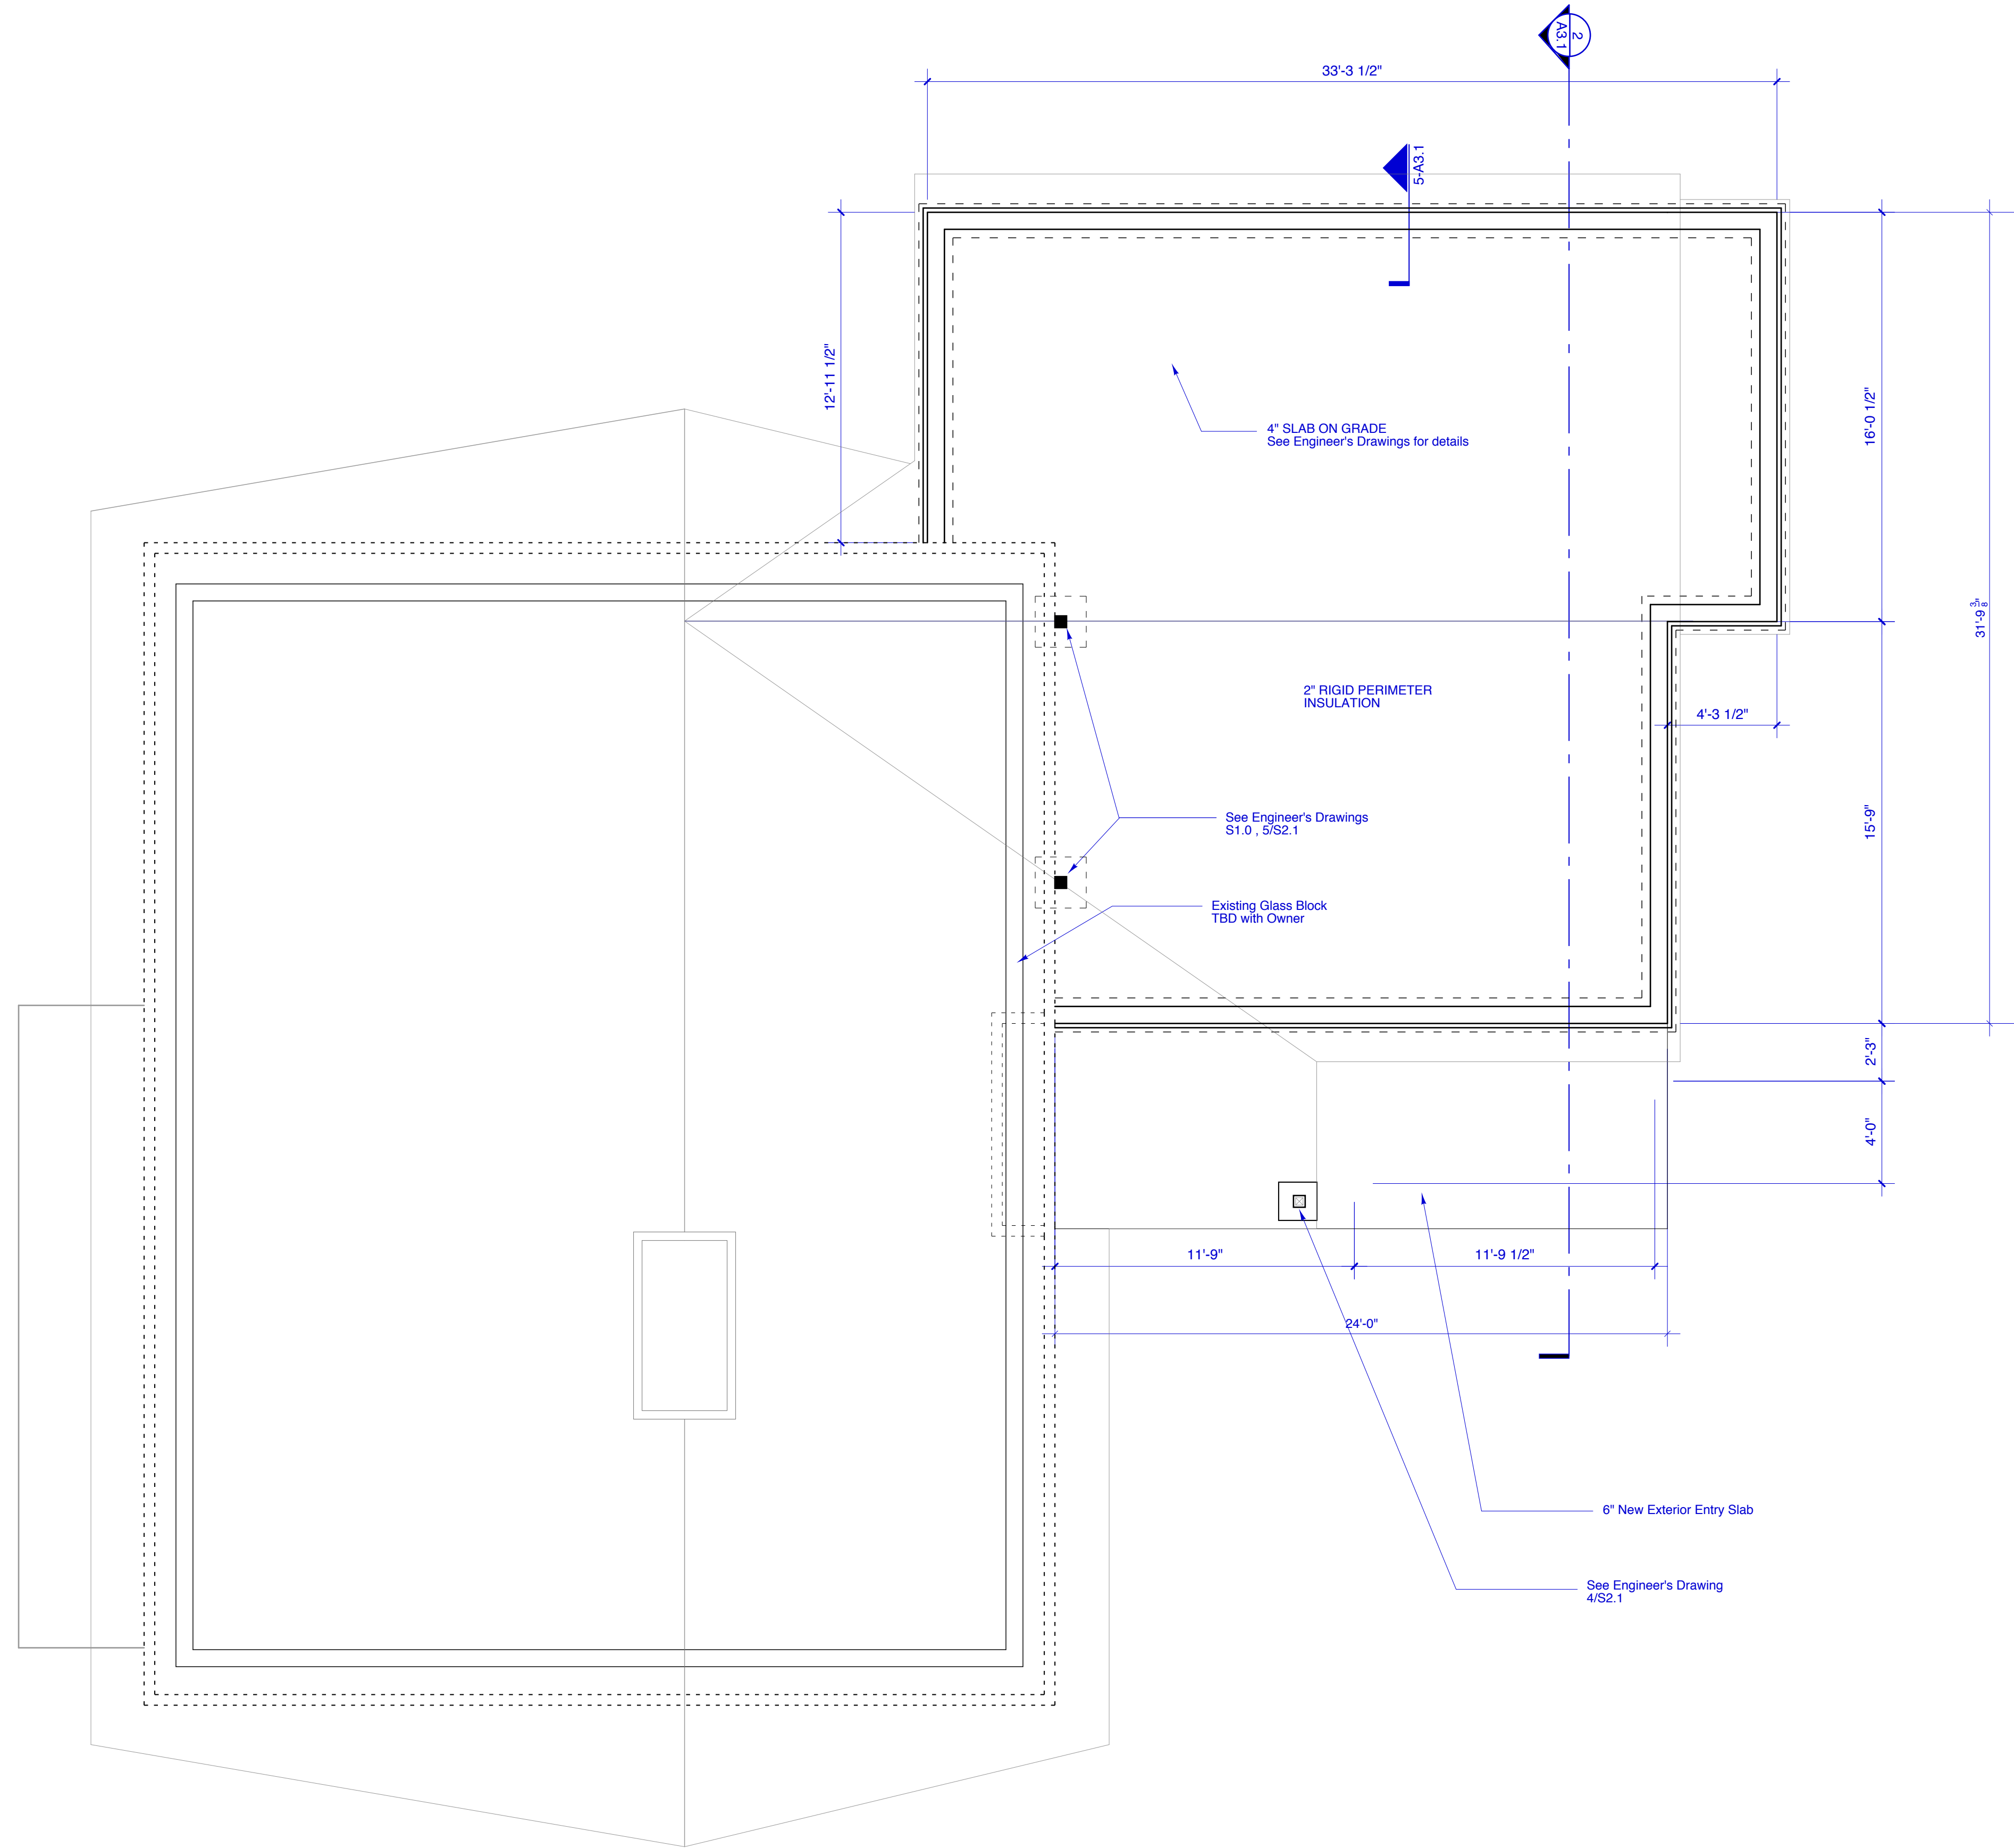 2
A3.1
33'-3 1/2"
5-A3.1
12'-11 1/2"
16'-0 1/2"
4" SLAB ON GRADE
See Engineer's Drawings for details
31'-9 3/8"
2" RIGID PERIMETER
INSULATION
4'-3 1/2"
15'-9"
See Engineer's Drawings
S1.0 , 5/S2.1
Existing Glass Block
TBD with Owner
2'-3"
4'-0"
11'-9"
11'-9 1/2"
24'-0"
6" New Exterior Entry Slab
See Engineer's Drawing
4/S2.1